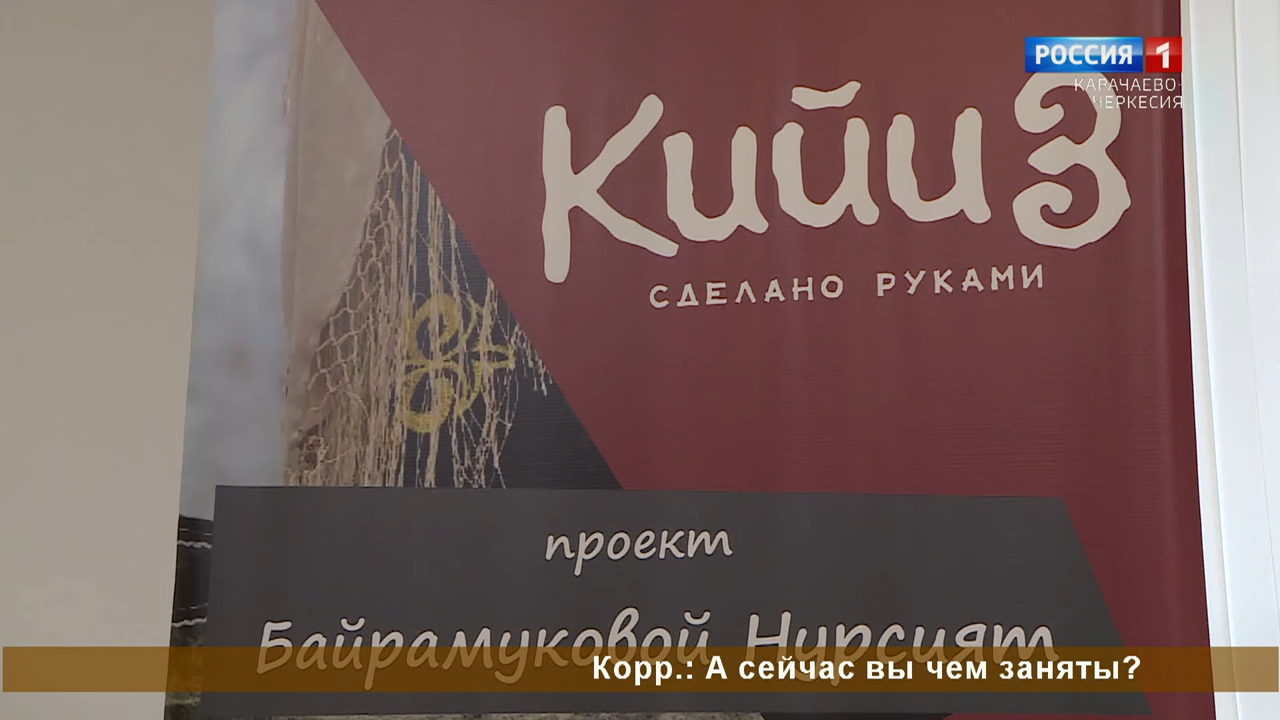 РОССИЯ 1
КАРАЧАЕВО-
ЧЕРКЕСИЯ
КийиЗ
СДЕЛАНО РУКАМИ
проект
Байрамуковой Нурсият
Корр.: А сейчас вы чем заняты?